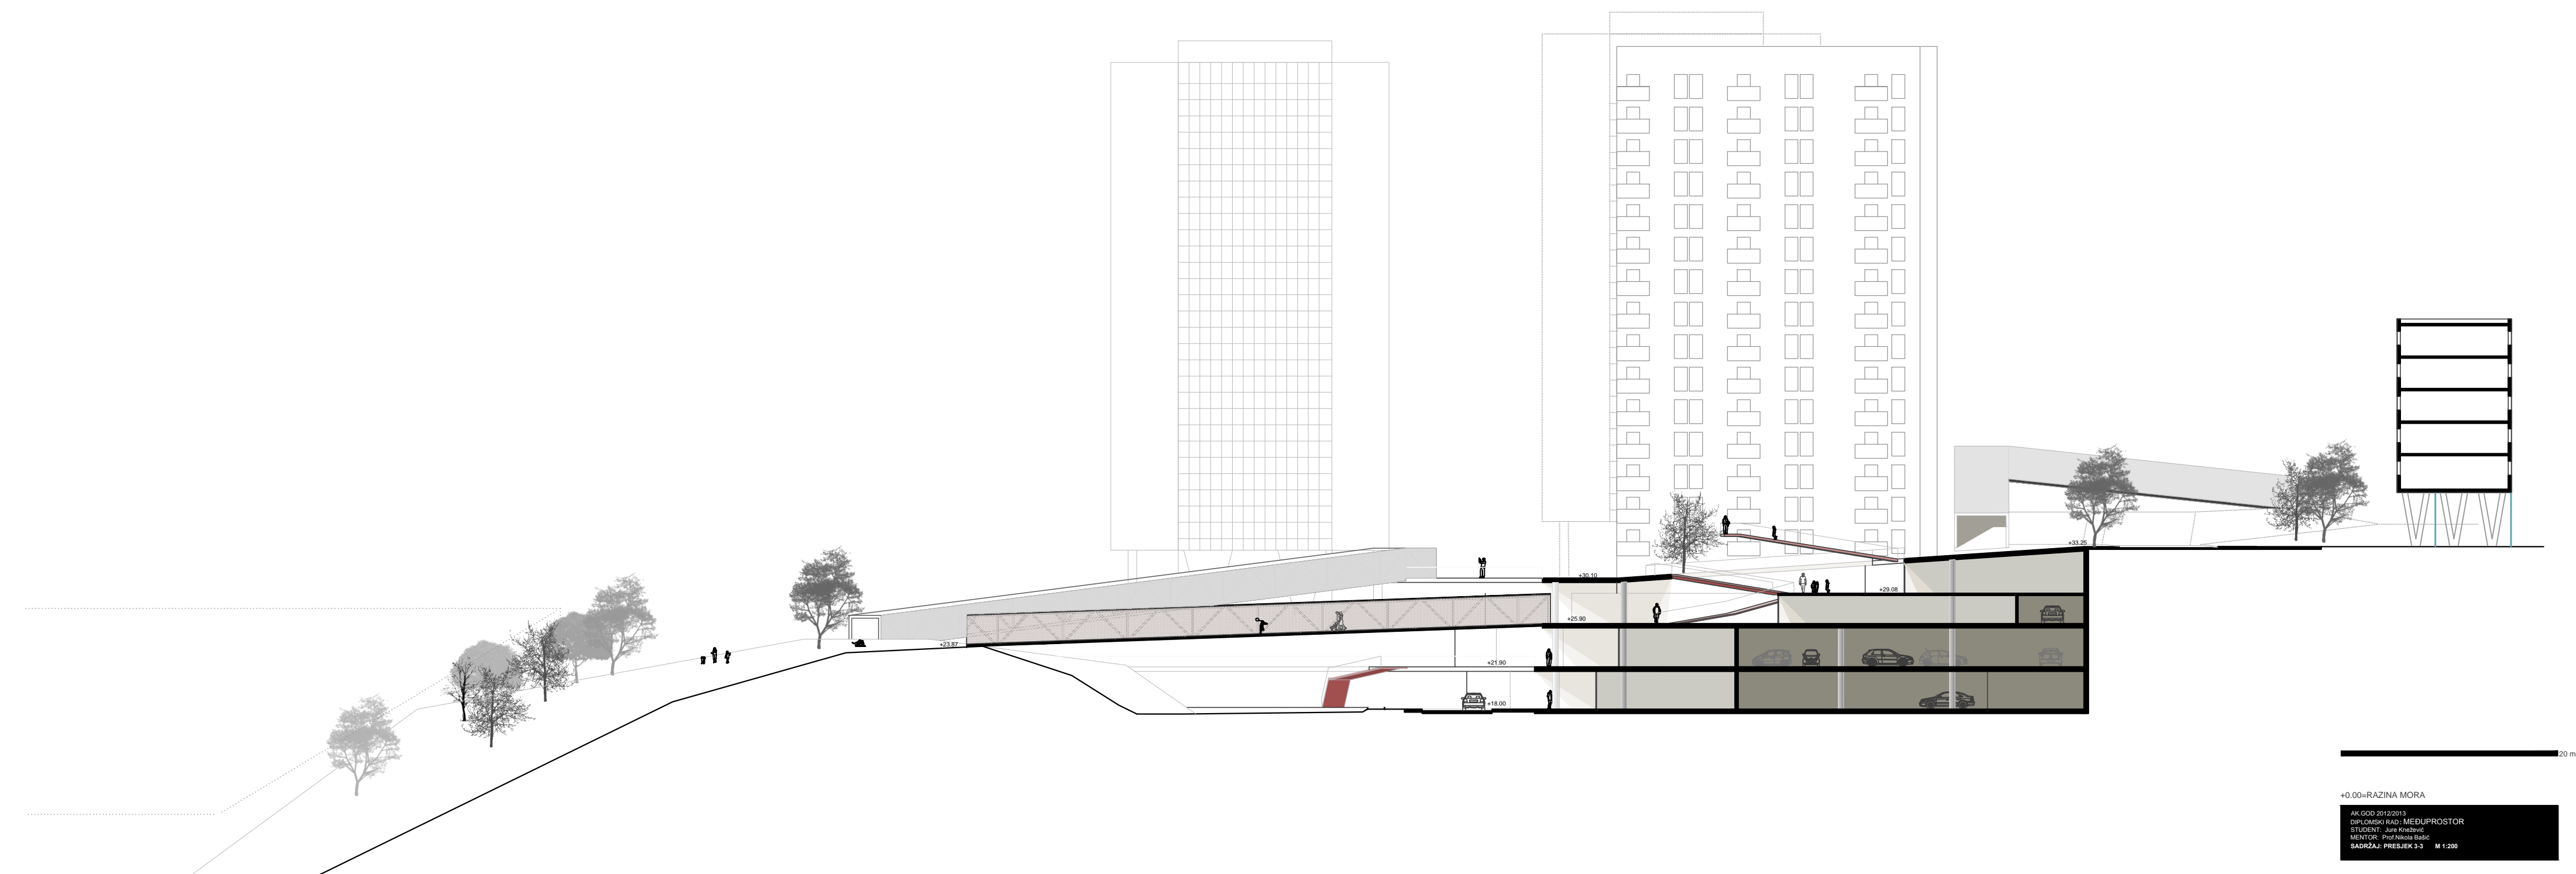 +33.25
+30.10
+29.08
+25.90
+23.87
+21.90
+18.00
20 m
+0.00=RAZINA MORA
AK.GOD 2012/2013
DIPLOMSKI RAD: MEĐUPROSTOR
STUDENT: Jure Knežević
MENTOR: Prof.Nikola Bašić
SADRŽAJ: PRESJEK 3-3 M 1:200